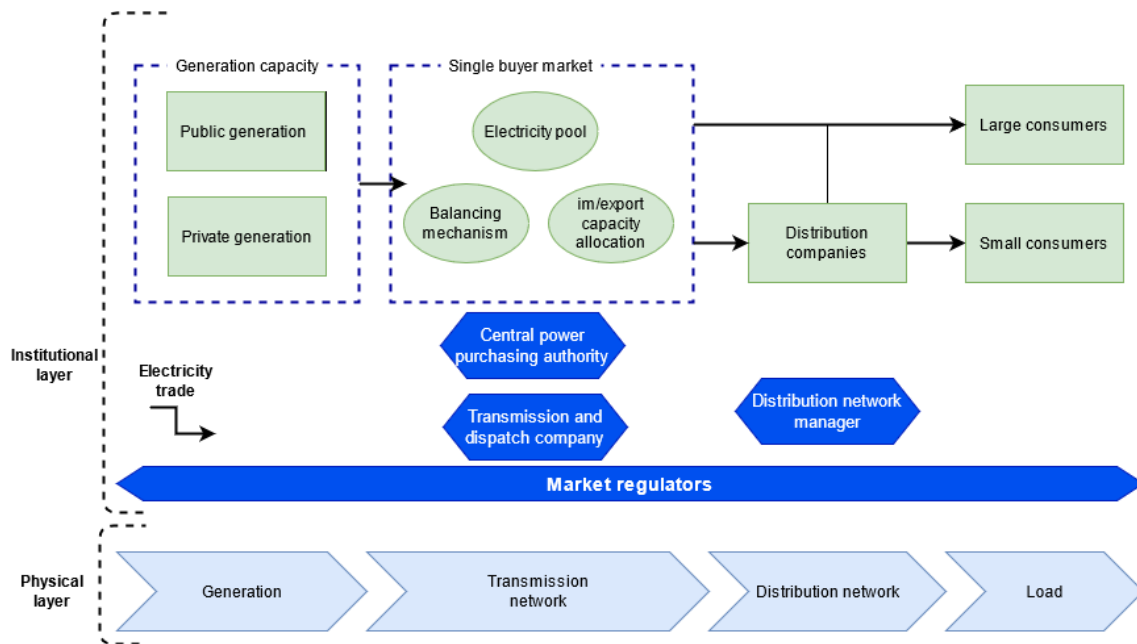 Generation capacity
Single buyer market
Public generation
Electricity pool
Large consumers
Private generation
Balancing
mechanism
im/export
capacity
allocation
Distribution
companies
Small consumers
Institutional
layer
Central power
purchasing authority
Electricity
trade
Transmission and
dispatch company
Distribution network
manager
Market regulators
Physical
layer
Generation
Transmission
network
Distribution network
Load